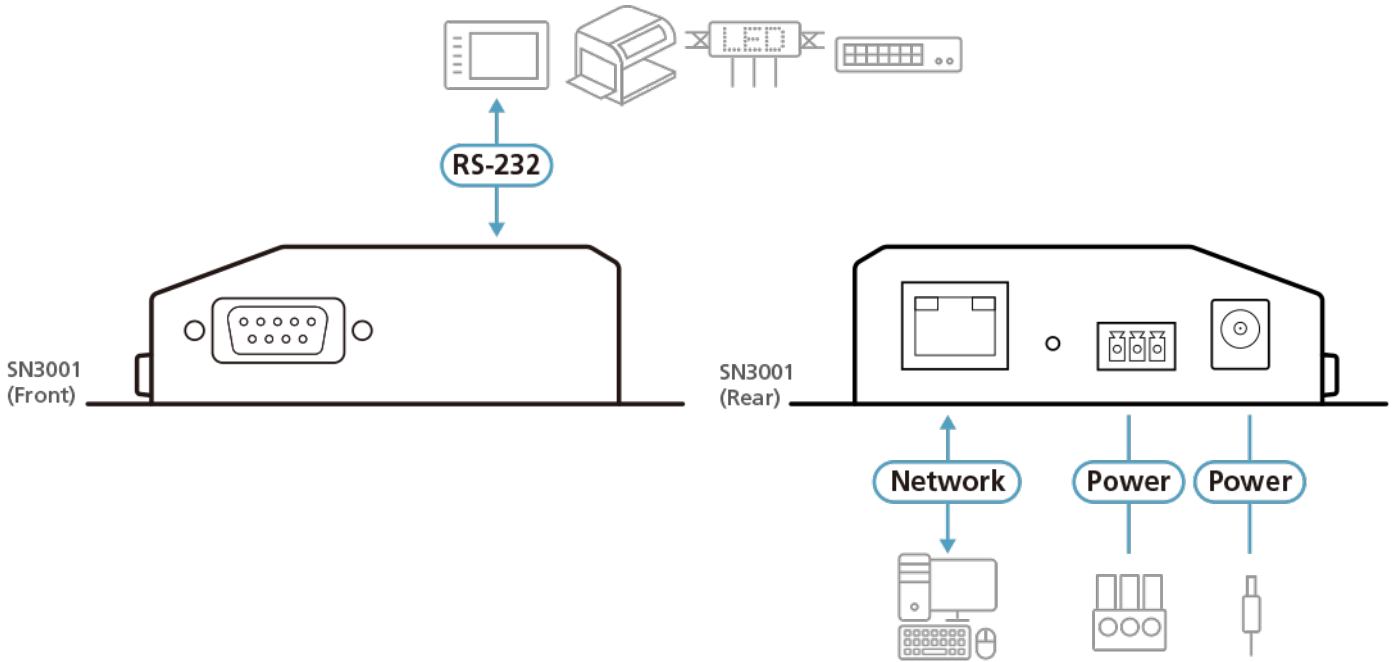 LED
RS-232
SN3001
(Front)
SN3001
(Rear)
Network
Power
Power